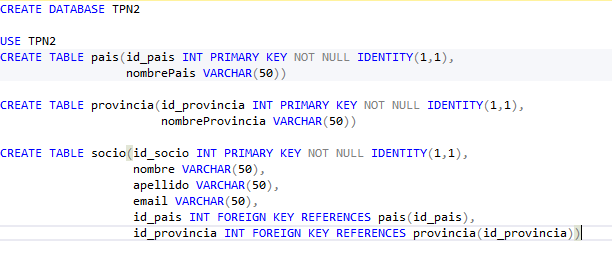 CREATE DATABASE TPN2
USE TPN2
CREATE TABLE pais(id_pais INT PRIMARY KEY NOT NULL IDENTITY(1,1),
nombrePais VARCHAR(50))
CREATE TABLE provincia(id_provincia INT PRIMARY KEY NOT NULL IDENTITY(1,1),
nombreProvincia VARCHAR(50))
CREATE TABLE socio(id_socio INT PRIMARY KEY NOT NULL IDENTITY(1,1),
nombre VARCHAR(50),
apellido VARCHAR(50),
email VARCHAR(50),
id_pais INT FOREIGN KEY REFERENCES pais(id_pais),
id_provincia INT FOREIGN KEY REFERENCES provincia(id_provincia))